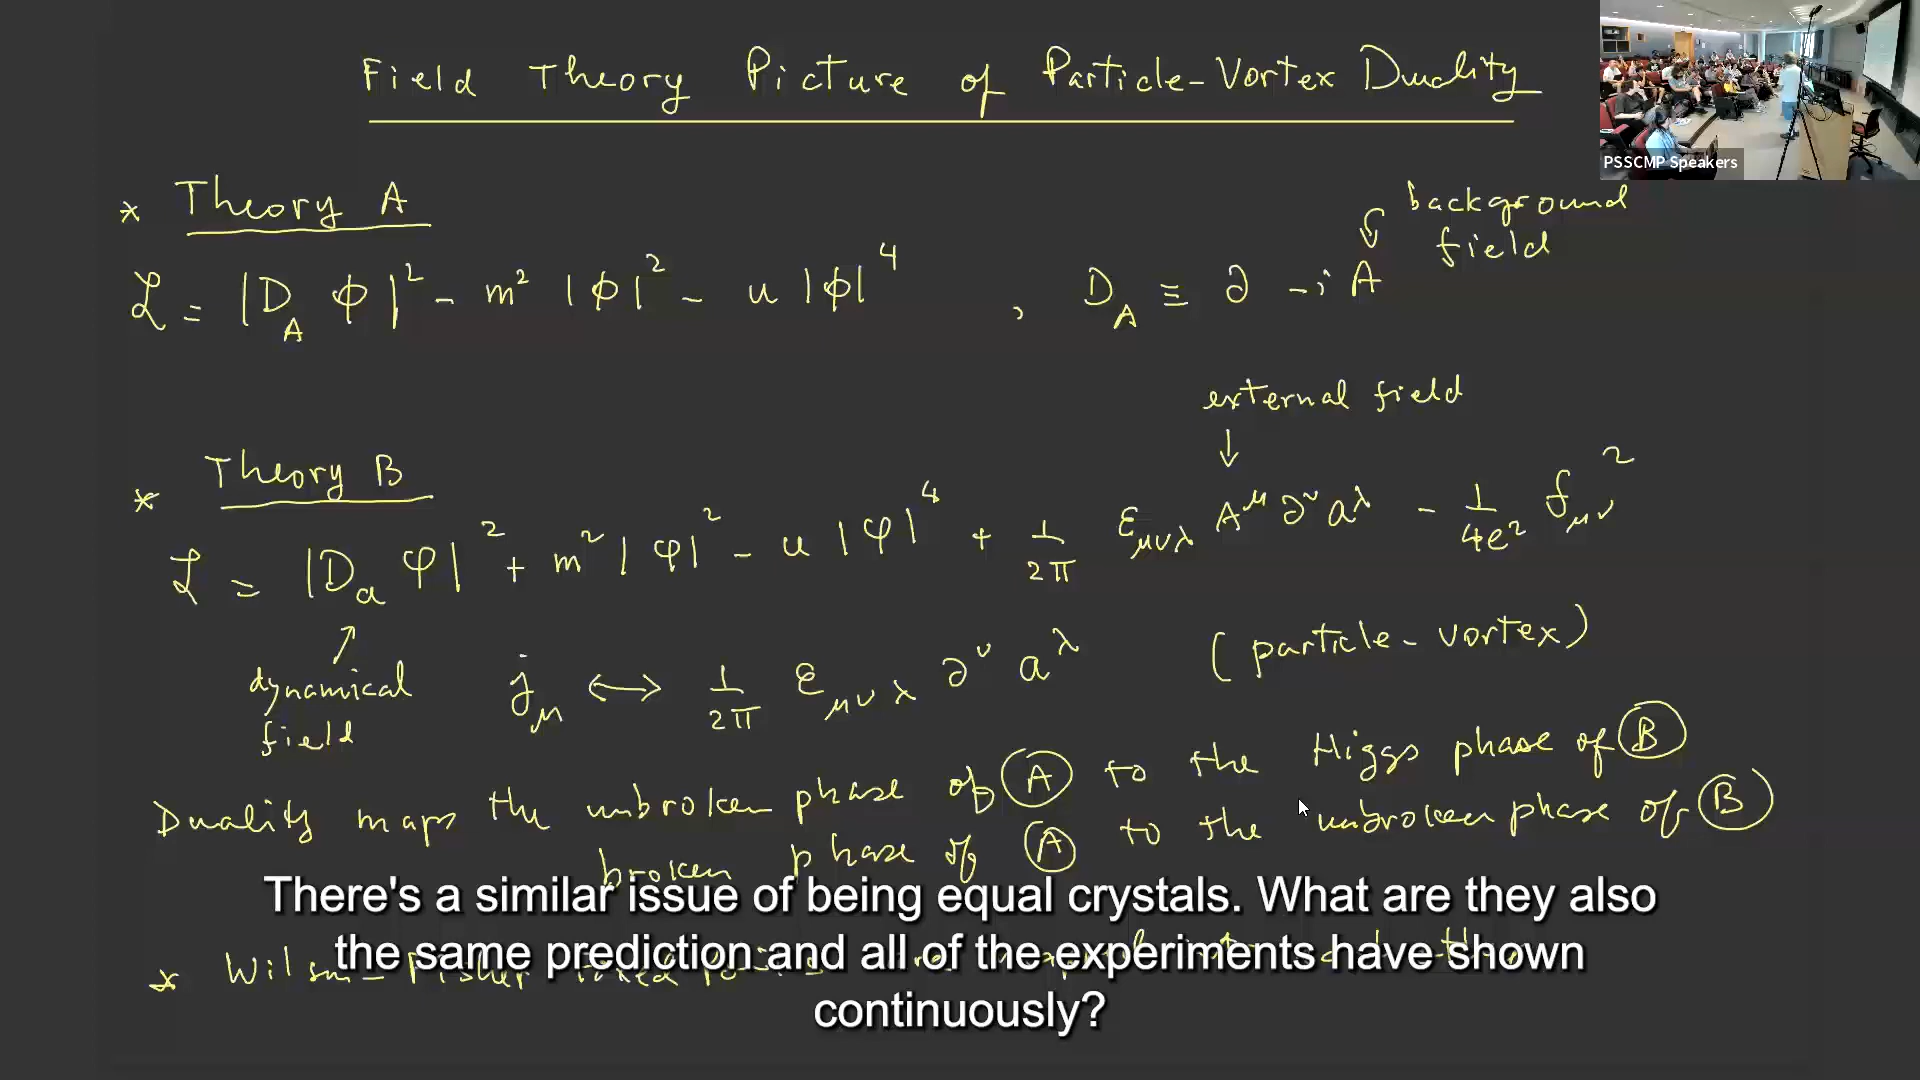 Field Theory Picture of Particle-Vortex Duality
PSSCMP Speakers
* Theory A
background
field
ℒ = |D_A ϕ|² - m² |ϕ|² - u |ϕ|⁴ , D_A ≡ ∂ - i A
external field
* Theory B
ℒ = |D_a φ|² + m² |φ|² - u |φ|⁴ + 1/2π ε_μνλ A^μ ∂^ν a^λ - 1/4e² f_μν²
dynamical
field
j_μ ↔ 1/2π ε_μνλ ∂^ν a^λ (particle-vortex)
Duality maps the unbroken phase of Ⓐ to the Higgs phase of Ⓑ
broken phase of Ⓐ to the unbroken phase of Ⓑ
* Wilson-Fisher fixed
There's a similar issue of being equal crystals. What are they also
the same prediction and all of the experiments have shown
continuously?